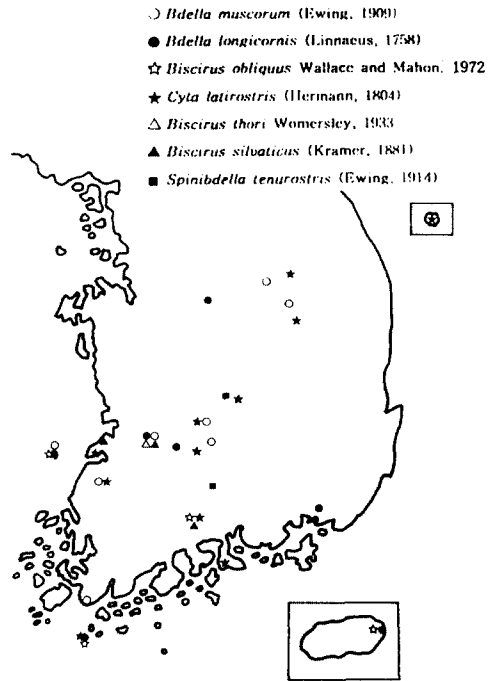 ○ Bdella muscorum (Ewing, 1909)
● Bdella longicornis (Linnaeus, 1758)
☆ Biscirus obliquus Wallace and Mahon, 1972
★ Cyta latirostris (Hermann, 1804)
△ Biscirus thori Womersley, 1933
▲ Biscirus silvaticus (Kramer, 1881)
■ Spinibdella tenurostris (Ewing, 1914)